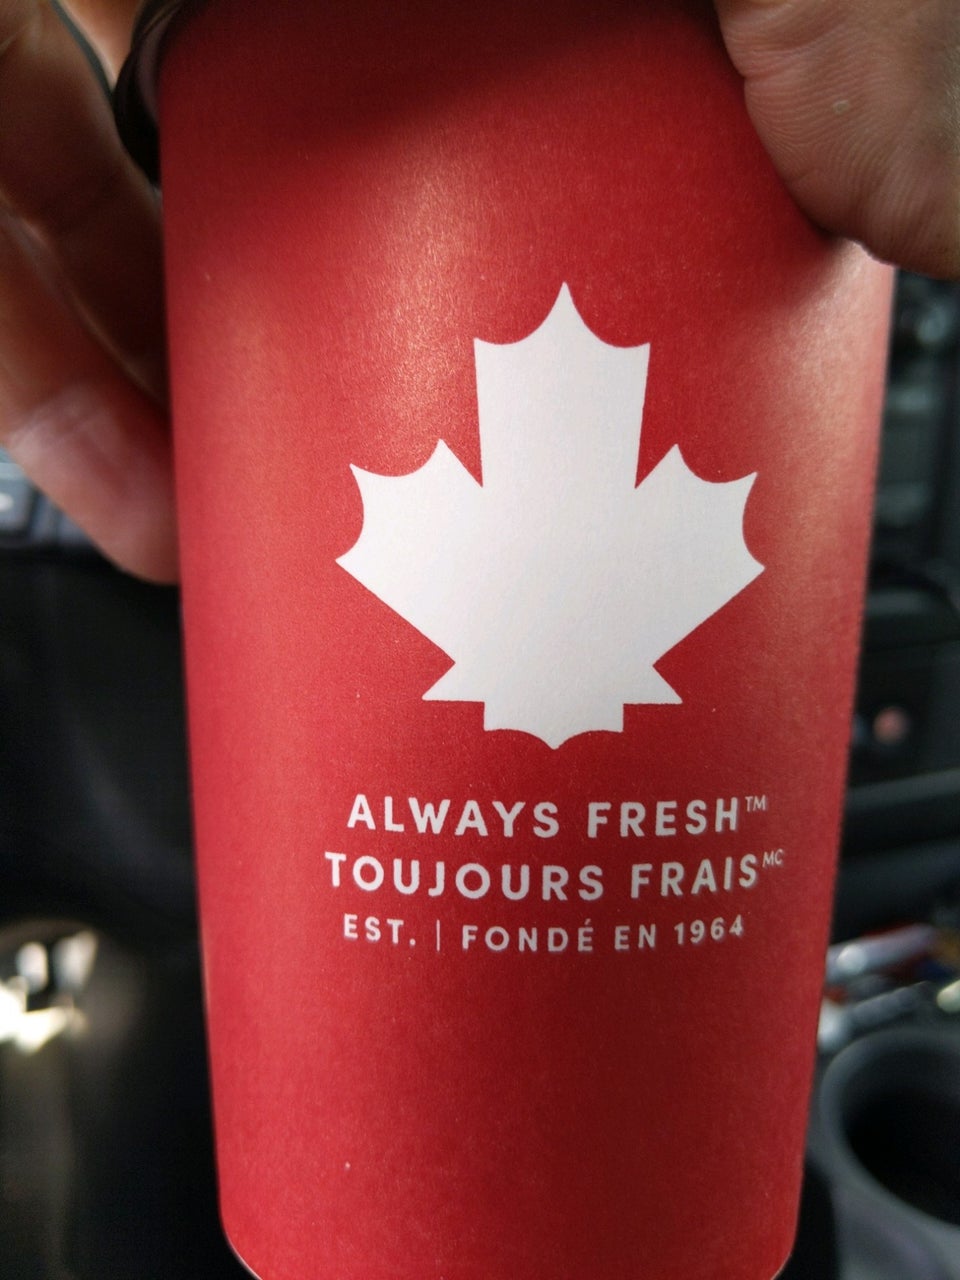 ALWAYS FRESH™
TOUJOURS FRAIS MC
EST. | FONDÉ EN 1964